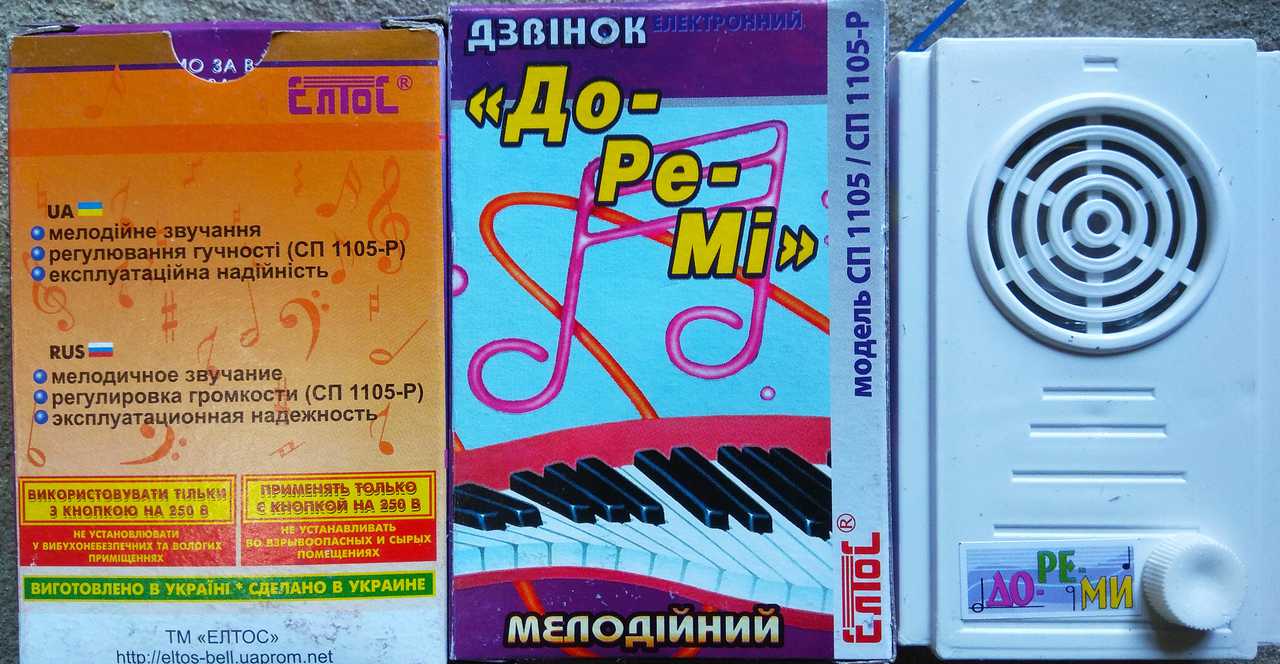 МО ЗА В
ЕЛТОС®
UA
мелодійне звучання
регулювання гучності (СП 1105-Р)
експлуатаційна надійність
RUS
мелодичное звучание
регулировка громкости (СП 1105-Р)
эксплуатационная надежность
ВИКОРИСТОВУВАТИ ТІЛЬКИ
З КНОПКОЮ НА 250 В
НЕ УСТАНОВЛЮВАТИ
У ВИБУХОНЕБЕЗПЕЧНИХ ТА ВОЛОГИХ
ПРИМІЩЕННЯХ
ПРИМЕНЯТЬ ТОЛЬКО
С КНОПКОЙ НА 250 В
НЕ УСТАНАВЛИВАТЬ
ВО ВЗРЫВООПАСНЫХ И СЫРЫХ
ПОМЕЩЕНИЯХ
ВИГОТОВЛЕНО В УКРАЇНІ * СДЕЛАНО В УКРАИНЕ
ТМ «ЕЛТОС»
http://eltos-bell.uaprom.net
ДЗВІНОК ЕЛЕКТРОННИЙ
«До-
Ре-
Мі»
МЕЛОДІЙНИЙ
модель СП 1105 / СП 1105-Р
ЕЛТОС®
ДО-РЕ-МИ